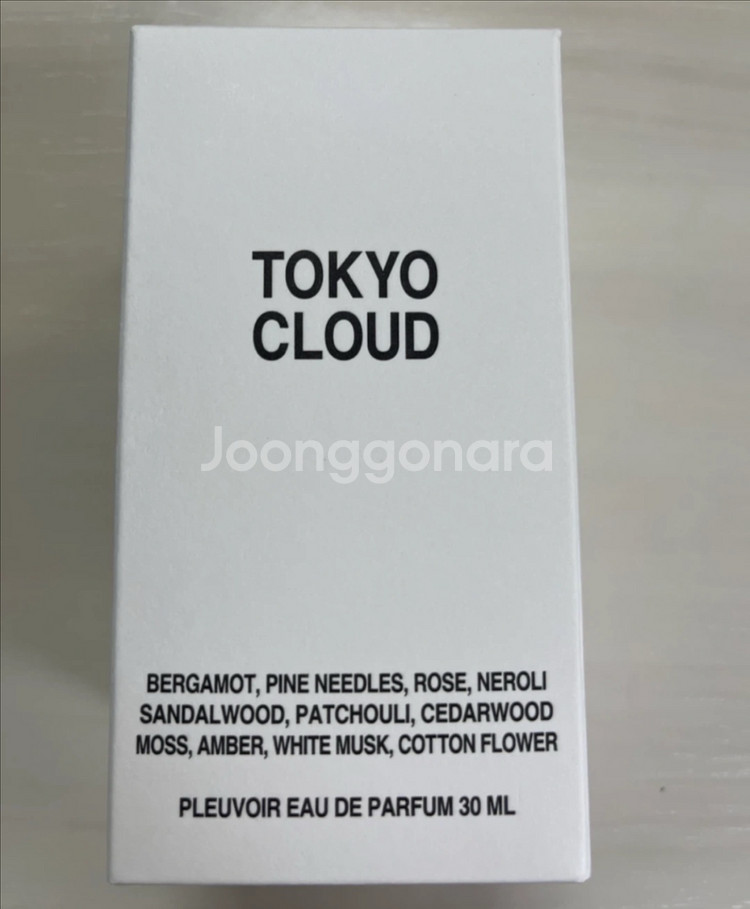 TOKYO
CLOUD
Joonggonara
BERGAMOT, PINE NEEDLES, ROSE, NEROLI
SANDALWOOD, PATCHOULI, CEDARWOOD
MOSS, AMBER, WHITE MUSK, COTTON FLOWER
PLEUVOIR EAU DE PARFUM 30 ML